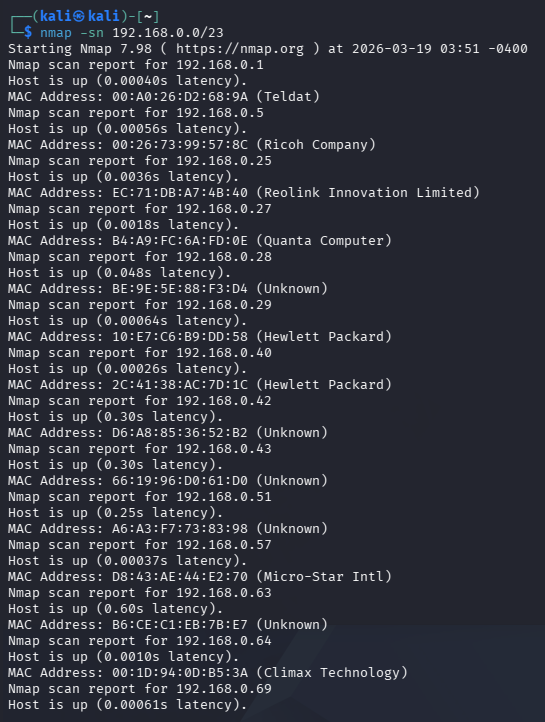 ┌──(kali㉿kali)-[~]
└─$ nmap -sn 192.168.0.0/23
Starting Nmap 7.98 ( https://nmap.org ) at 2026-03-19 03:51 -0400
Nmap scan report for 192.168.0.1
Host is up (0.00040s latency).
MAC Address: 00:A0:26:D2:68:9A (Teldat)
Nmap scan report for 192.168.0.5
Host is up (0.00056s latency).
MAC Address: 00:26:73:99:57:8C (Ricoh Company)
Nmap scan report for 192.168.0.25
Host is up (0.0036s latency).
MAC Address: EC:71:DB:A7:4B:40 (Reolink Innovation Limited)
Nmap scan report for 192.168.0.27
Host is up (0.0018s latency).
MAC Address: B4:A9:FC:6A:FD:0E (Quanta Computer)
Nmap scan report for 192.168.0.28
Host is up (0.048s latency).
MAC Address: BE:9E:5E:88:F3:D4 (Unknown)
Nmap scan report for 192.168.0.29
Host is up (0.00064s latency).
MAC Address: 10:E7:C6:B9:DD:58 (Hewlett Packard)
Nmap scan report for 192.168.0.40
Host is up (0.00026s latency).
MAC Address: 2C:41:38:AC:7D:1C (Hewlett Packard)
Nmap scan report for 192.168.0.42
Host is up (0.30s latency).
MAC Address: D6:A8:85:36:52:B2 (Unknown)
Nmap scan report for 192.168.0.43
Host is up (0.30s latency).
MAC Address: 66:19:96:D0:61:D0 (Unknown)
Nmap scan report for 192.168.0.51
Host is up (0.25s latency).
MAC Address: A6:A3:F7:73:83:98 (Unknown)
Nmap scan report for 192.168.0.57
Host is up (0.00037s latency).
MAC Address: D8:43:AE:44:E2:70 (Micro-Star Intl)
Nmap scan report for 192.168.0.63
Host is up (0.60s latency).
MAC Address: B6:CE:C1:EB:7B:E7 (Unknown)
Nmap scan report for 192.168.0.64
Host is up (0.0010s latency).
MAC Address: 00:1D:94:0D:B5:3A (Climax Technology)
Nmap scan report for 192.168.0.69
Host is up (0.00061s latency).